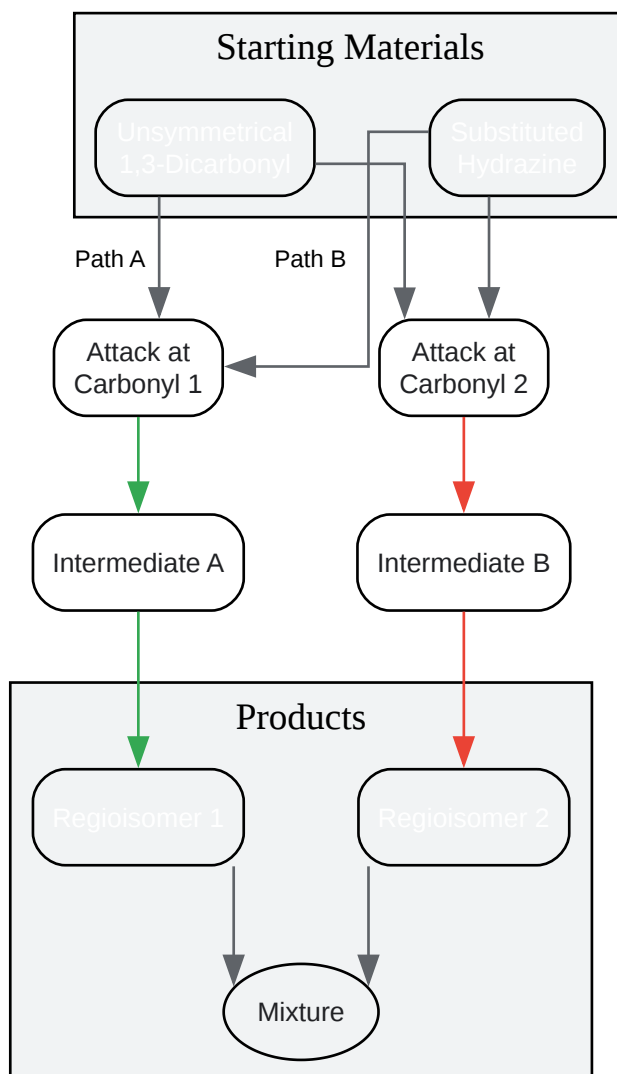 Starting Materials
Unsymmetrical
1,3-Dicarbonyl
Substituted
Hydrazine
Path A
Path B
Attack at
Carbonyl 1
Attack at
Carbonyl 2
Intermediate A
Intermediate B
Products
Regioisomer 1
Regioisomer 2
Mixture